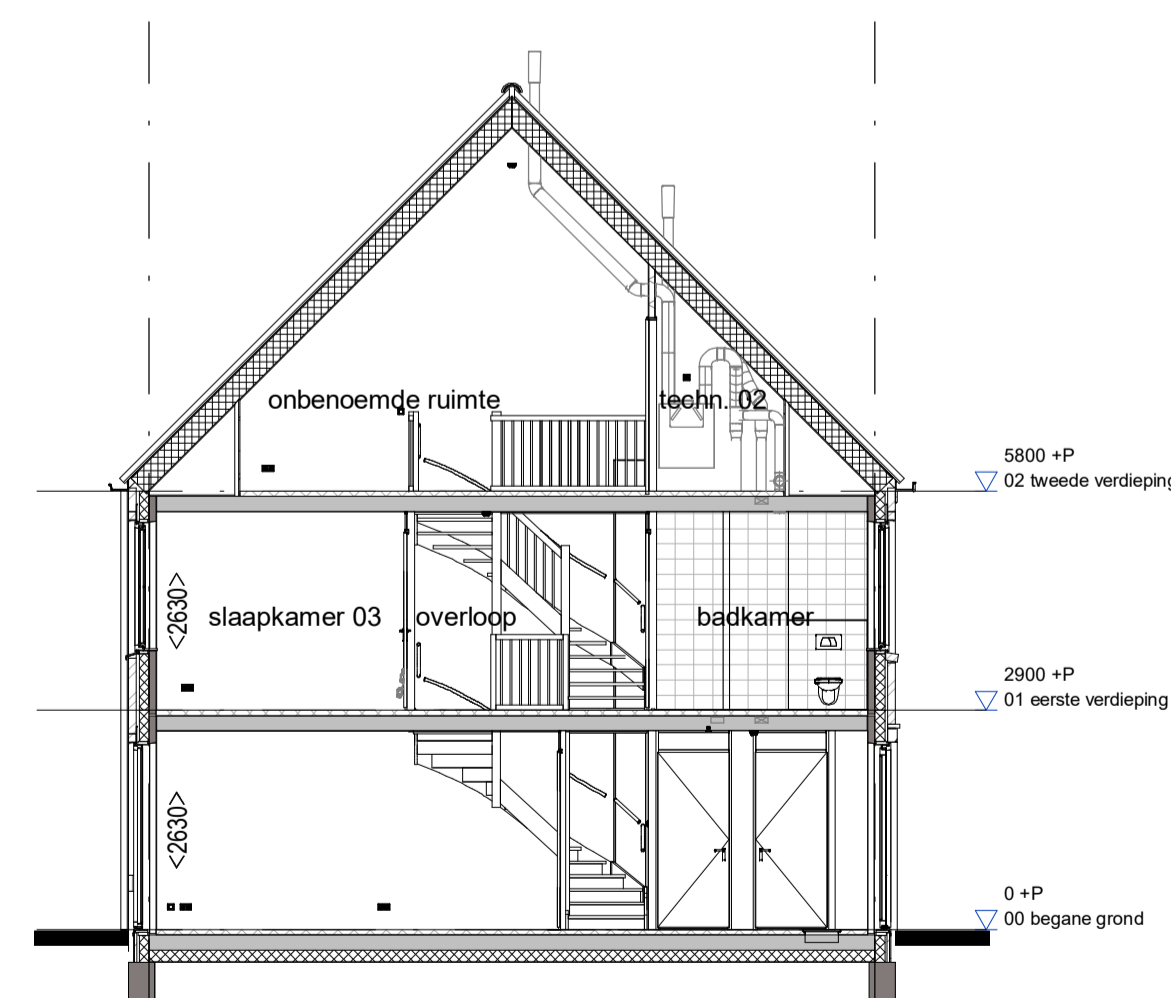 onbenoemde ruimte
techn. 02
5800 +P
02 tweede verdieping
<2630>
slaapkamer 03
overloop
badkamer
2900 +P
01 eerste verdieping
<2630>
0 +P
00 begane grond